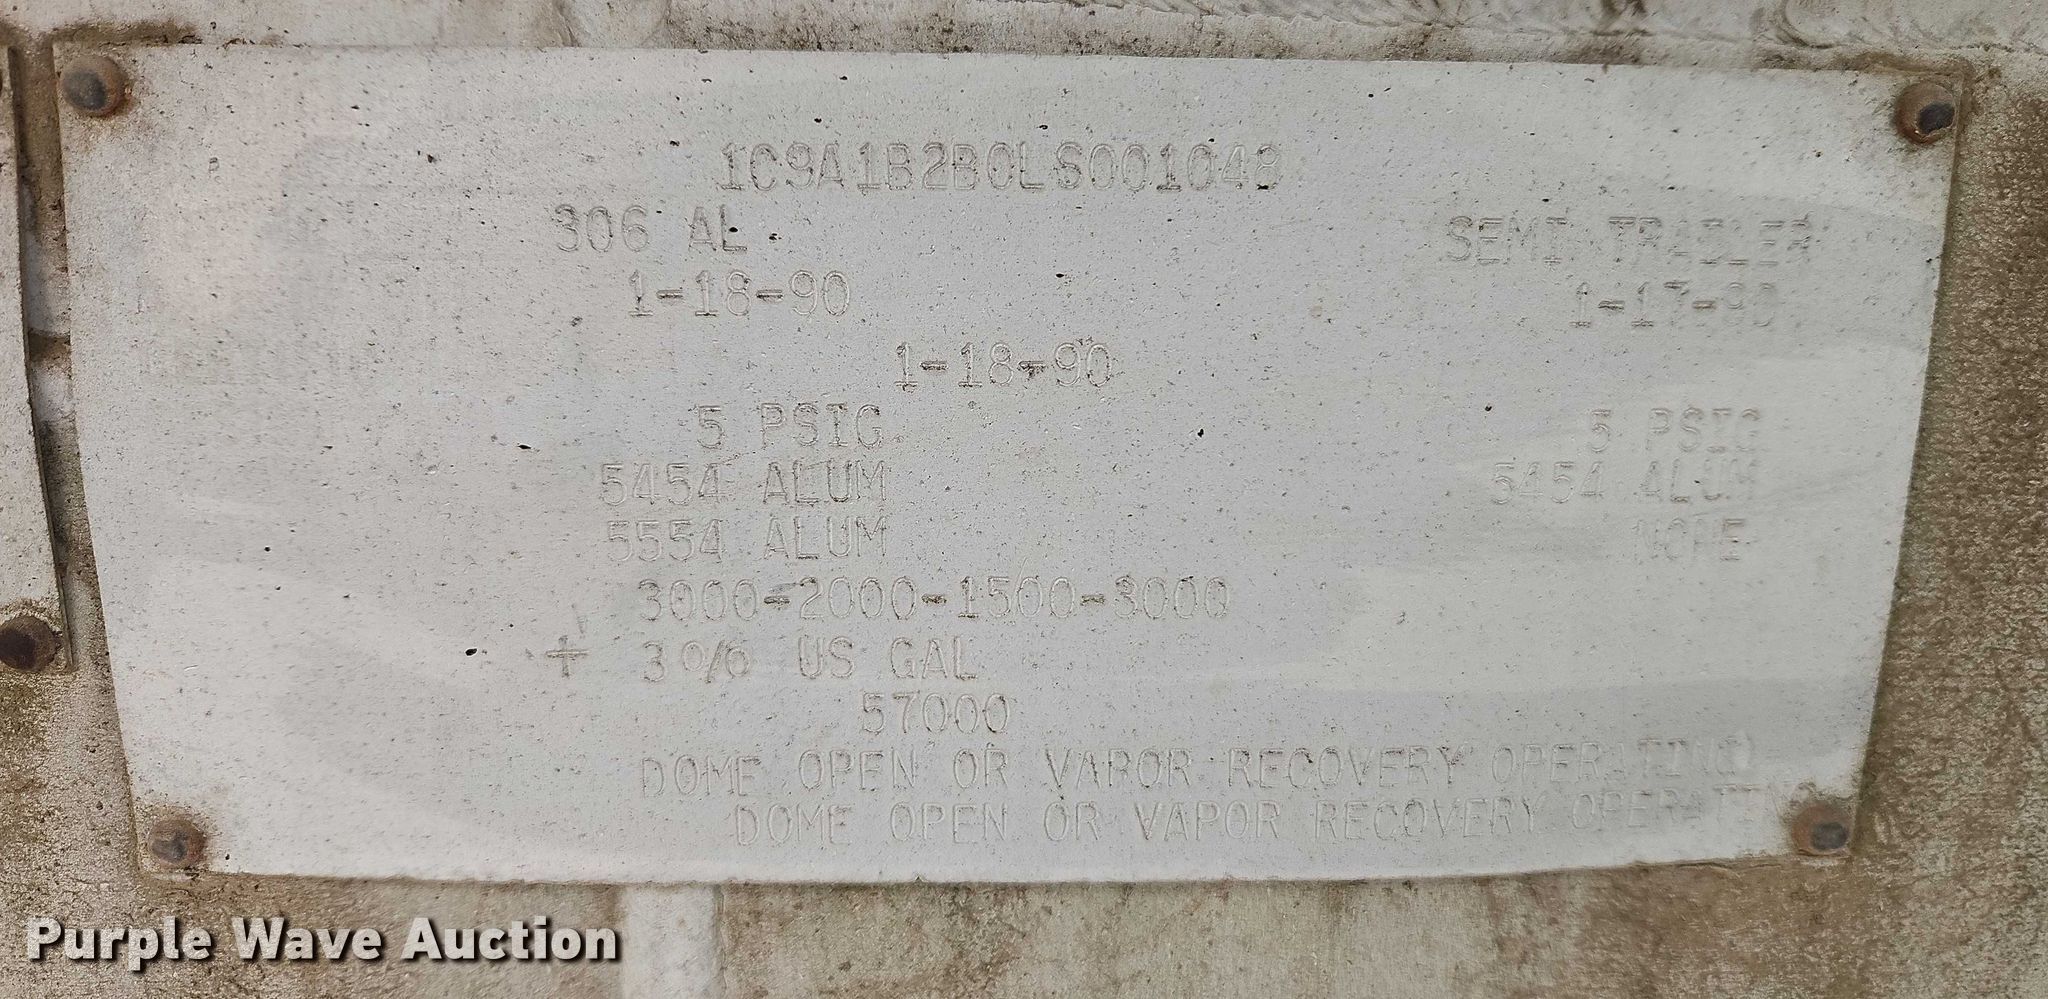 1C9A1B2B0LS001048
306 AL SEMI TRAILER
1-18-90 1-17-90
1-18-90
5 PSIG 5 PSIG
5454 ALUM 5454 ALUM
5554 ALUM NONE
3000-2000-1500-3000
+ 3% US GAL
57000
DOME OPEN OR VAPOR RECOVERY OPERATING
DOME OPEN OR VAPOR RECOVERY OPERATING
Purple Wave Auction